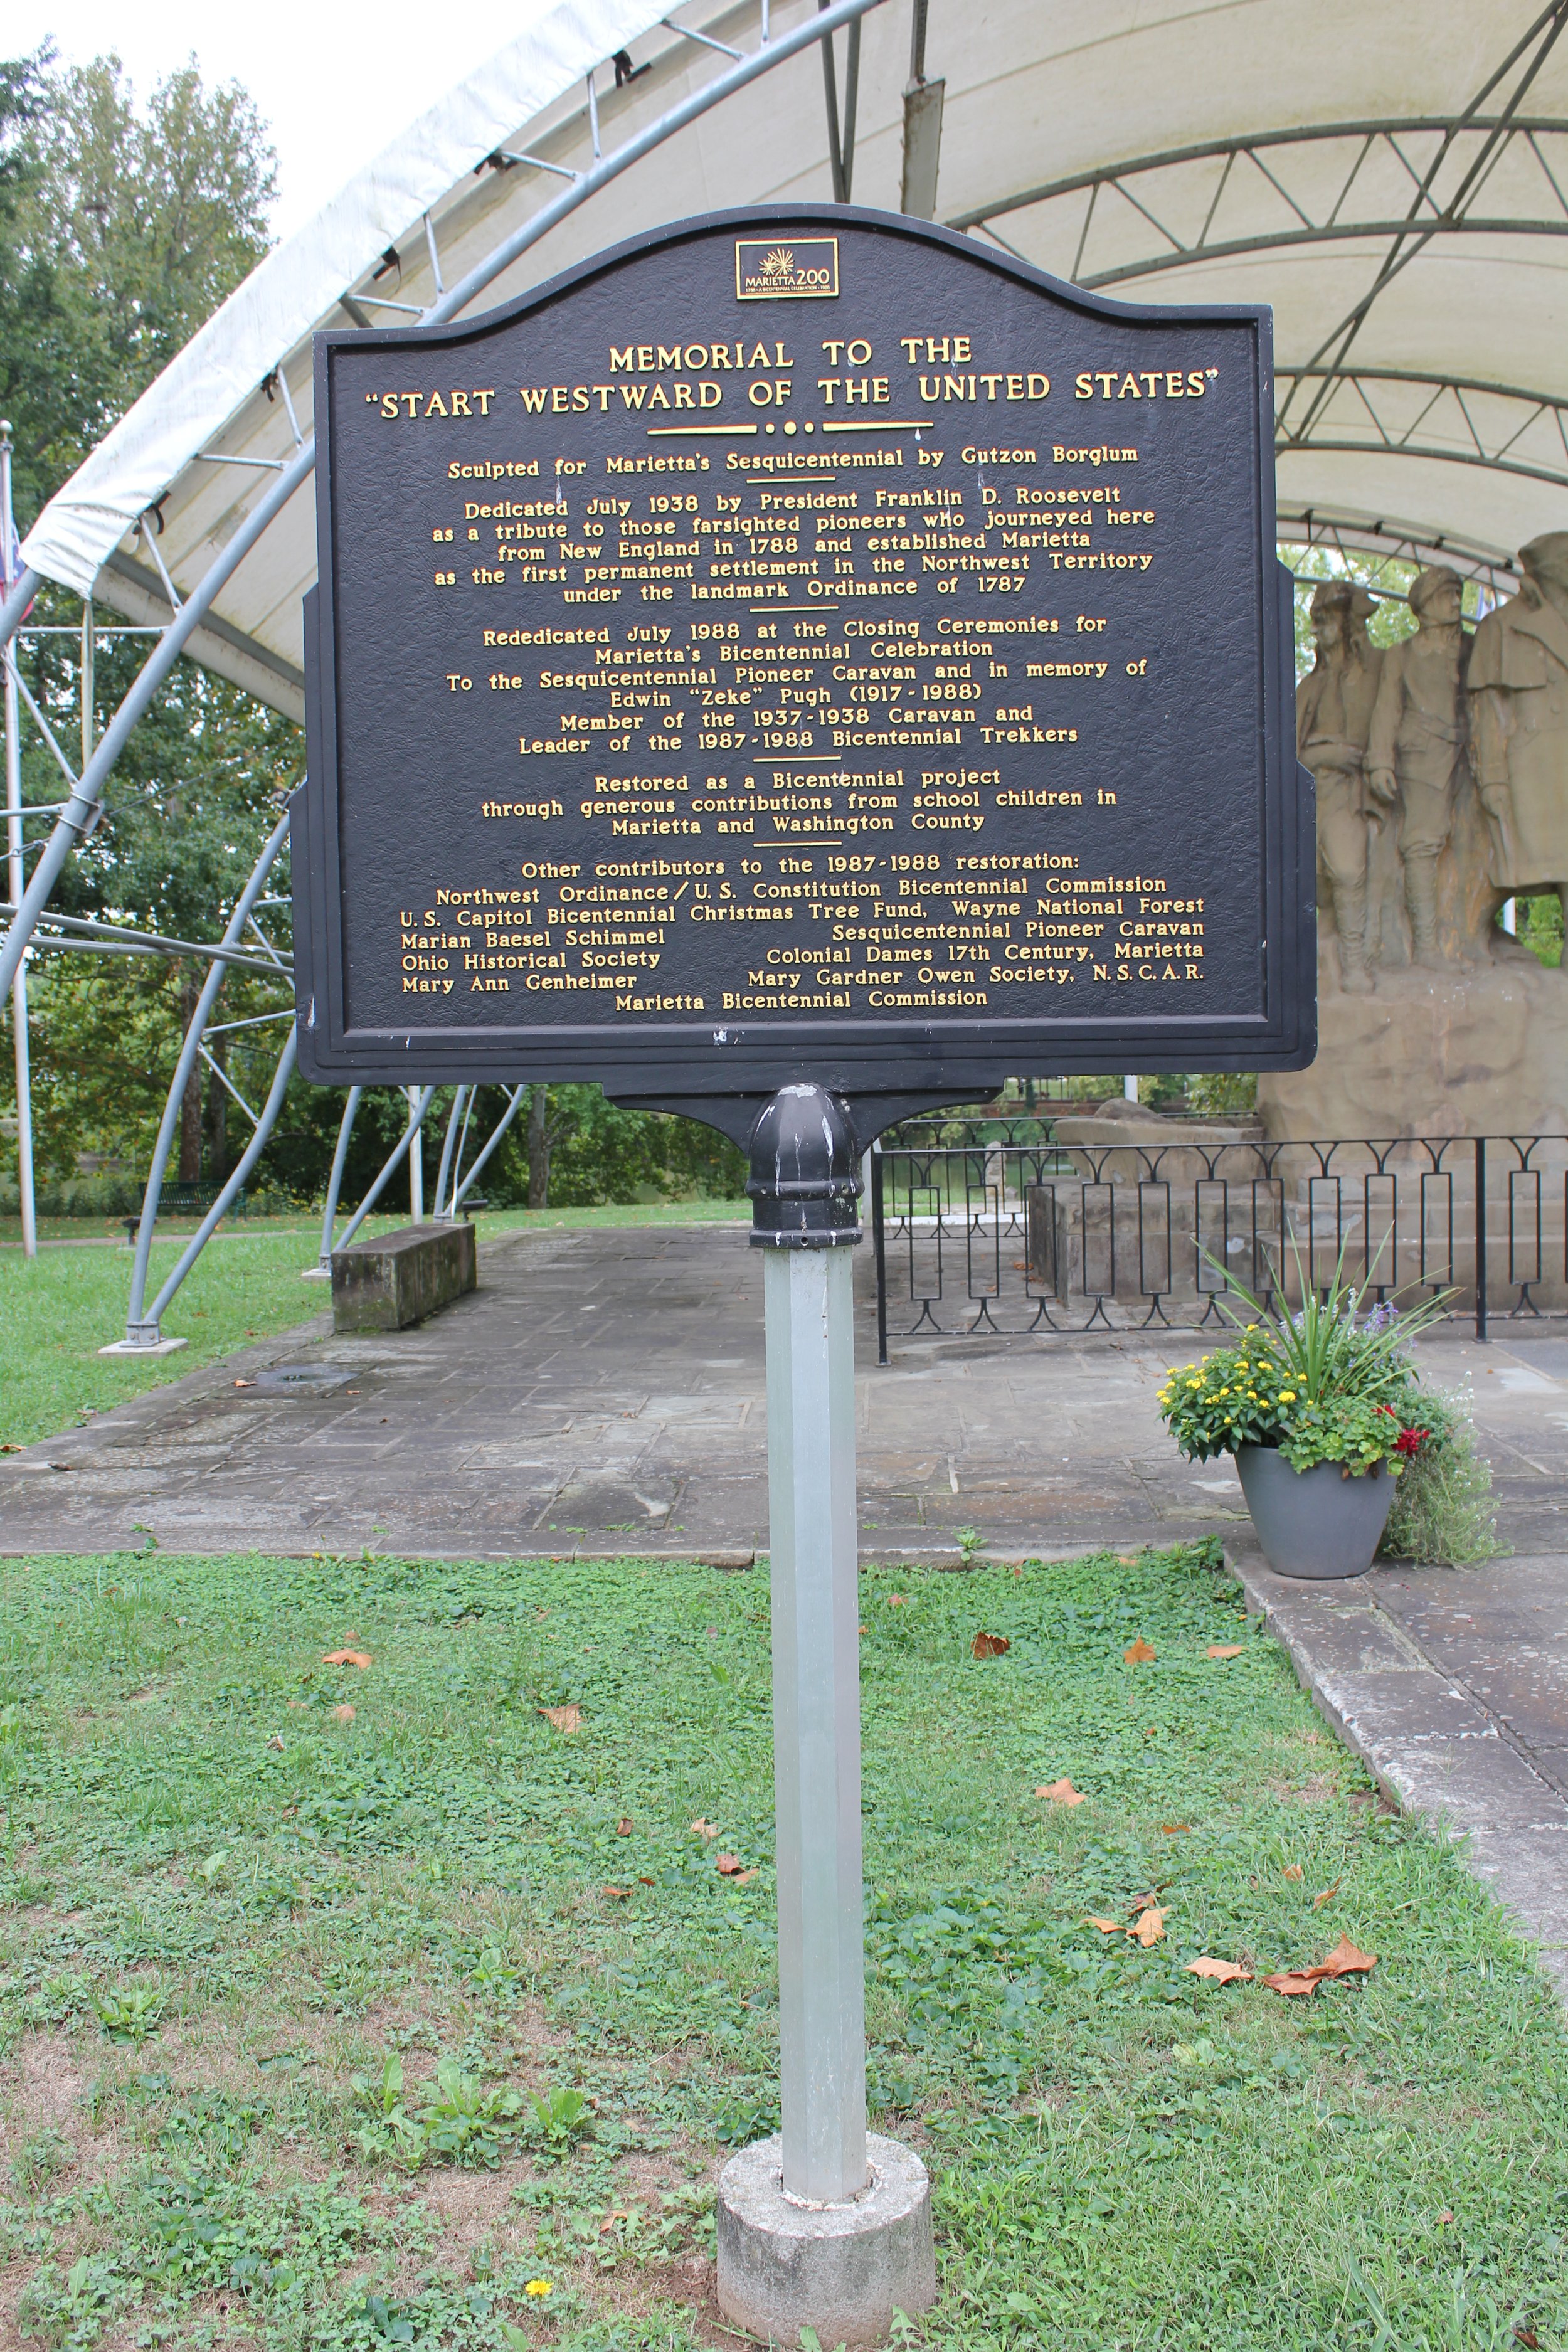 MARIETTA 200
1788 · A BICENTENNIAL CELEBRATION · 1988
MEMORIAL TO THE
“START WESTWARD OF THE UNITED STATES”
Sculpted for Marietta's Sesquicentennial by Gutzon Borglum
Dedicated July 1938 by President Franklin D. Roosevelt
as a tribute to those farsighted pioneers who journeyed here
from New England in 1788 and established Marietta
as the first permanent settlement in the Northwest Territory
under the landmark Ordinance of 1787
Rededicated July 1988 at the Closing Ceremonies for
Marietta's Bicentennial Celebration
To the Sesquicentennial Pioneer Caravan and in memory of
Edwin “Zeke” Pugh (1917-1988)
Member of the 1937-1938 Caravan and
Leader of the 1987-1988 Bicentennial Trekkers
Restored as a Bicentennial project
through generous contributions from school children in
Marietta and Washington County
Other contributors to the 1987-1988 restoration:
Northwest Ordinance/U.S. Constitution Bicentennial Commission
U.S. Capitol Bicentennial Christmas Tree Fund, Wayne National Forest
Marian Baesel Schimmel Sesquicentennial Pioneer Caravan
Ohio Historical Society Colonial Dames 17th Century, Marietta
Mary Ann Genheimer Mary Gardner Owen Society, N.S.C.A.R.
Marietta Bicentennial Commission